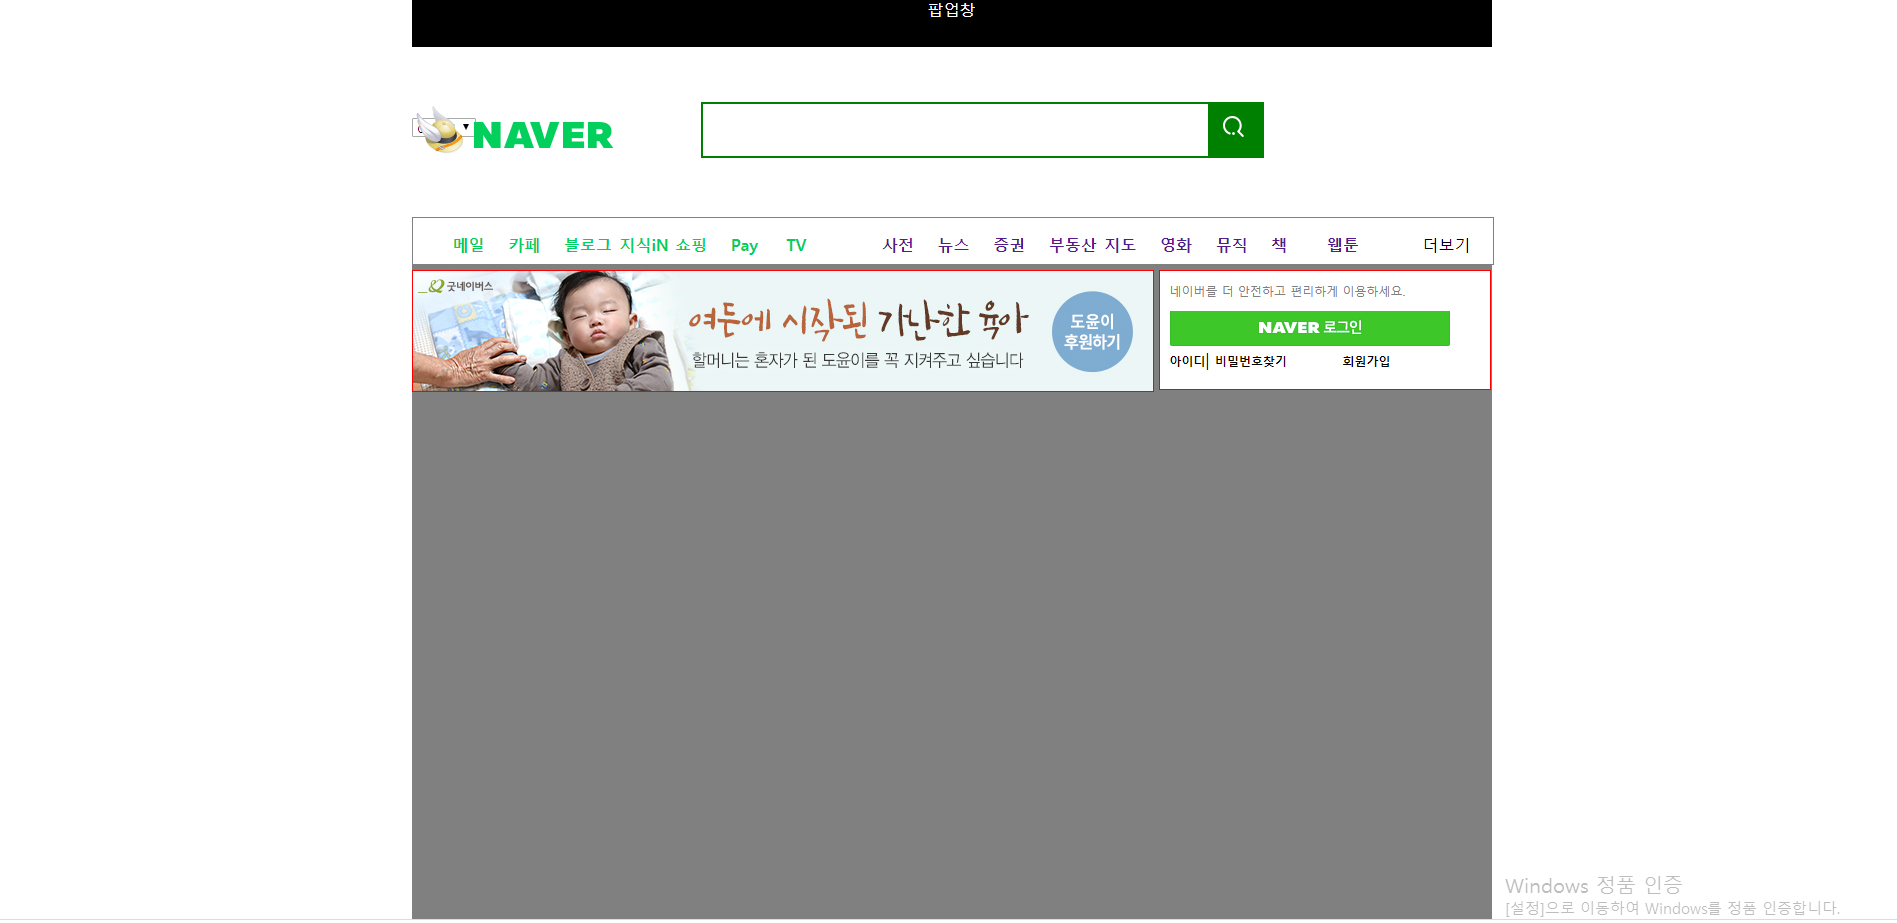 팝업창
NAVER
메일 카페 블로그 지식iN 쇼핑 Pay TV 사전 뉴스 증권 부동산 지도 영화 뮤직 책 웹툰 더보기
굿네이버스
여든에 시작된 가난한 육아
할머니는 혼자가 된 도윤이를 꼭 지켜주고 싶습니다
도윤이
후원하기
네이버를 더 안전하고 편리하게 이용하세요.
NAVER 로그인
아이디| 비밀번호찾기 회원가입
Windows 정품 인증
[설정]으로 이동하여 Windows를 정품 인증합니다.